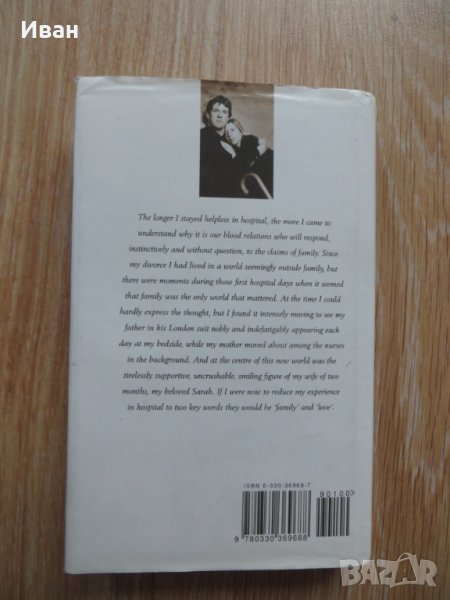 Иван
The longer I stayed helpless in hospital, the more I came to
understand why it is our blood relations who will respond,
instinctively and without question, to the claims of family. Since
my divorce I had lived in a world seemingly outside family, but
there were moments during those first hospital days when it seemed
that family was the only world that mattered. At the time I could
hardly express the thought, but I found it intensely moving to see my
father in his London suit nobly and indefatigably appearing each
day at my bedside, while my mother moved about among the nurses
in the background. And at the centre of this new world was the
tirelessly supportive, uncrushable, smiling figure of my wife of two
months, my beloved Sarah. If I were now to reduce my experience
in hospital to two key words they would be 'family' and 'love'.
ISBN 0-330-36968-7
90100>
9 780330 369688
BAZAR